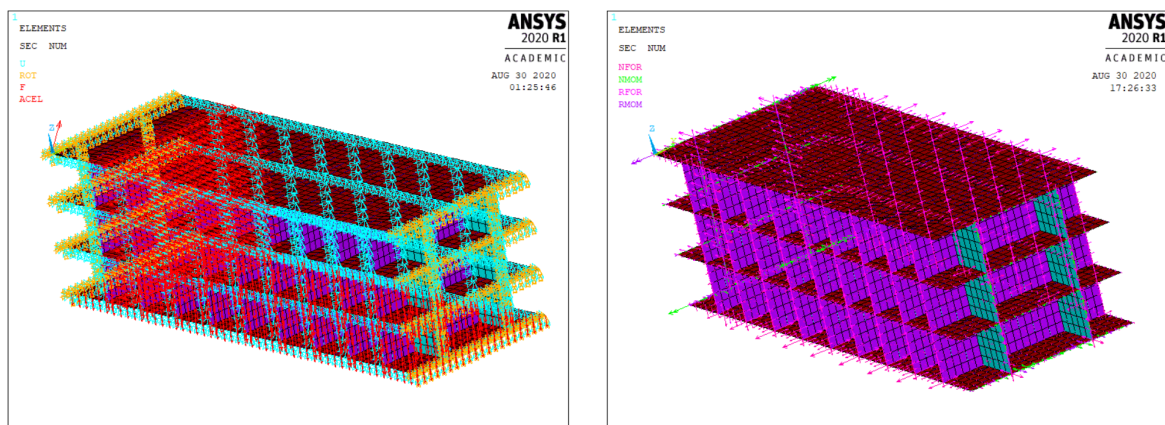 1
ELEMENTS
SEC NUM
U
ROT
F
ACEL
ANSYS
2020 R1
ACADEMIC
AUG 30 2020
01:25:46
1
ELEMENTS
SEC NUM
NFOR
NMOM
RFOR
RMOM
ANSYS
2020 R1
ACADEMIC
AUG 30 2020
17:26:33